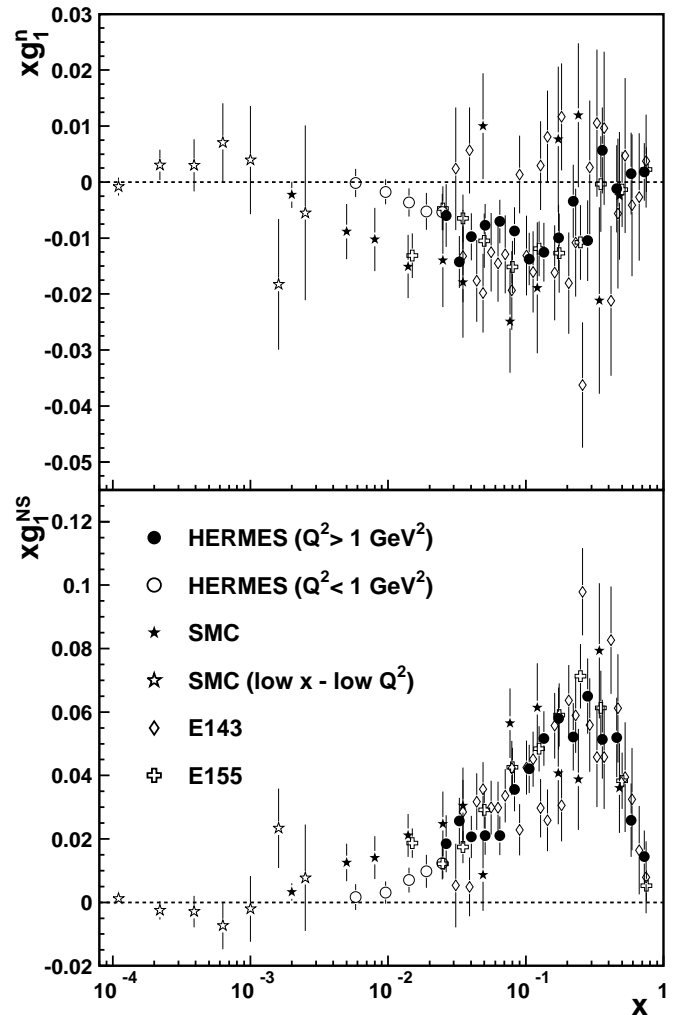 xg₁ⁿ
0.03
0.02
0.01
0
-0.01
-0.02
-0.03
-0.04
-0.05
xg₁ᴺˢ
0.12
0.1
0.08
0.06
0.04
0.02
0
-0.02
HERMES (Q²> 1 GeV²)
HERMES (Q²< 1 GeV²)
SMC
SMC (low x - low Q²)
E143
E155
10⁻⁴ 10⁻³ 10⁻² 10⁻¹ 1
x